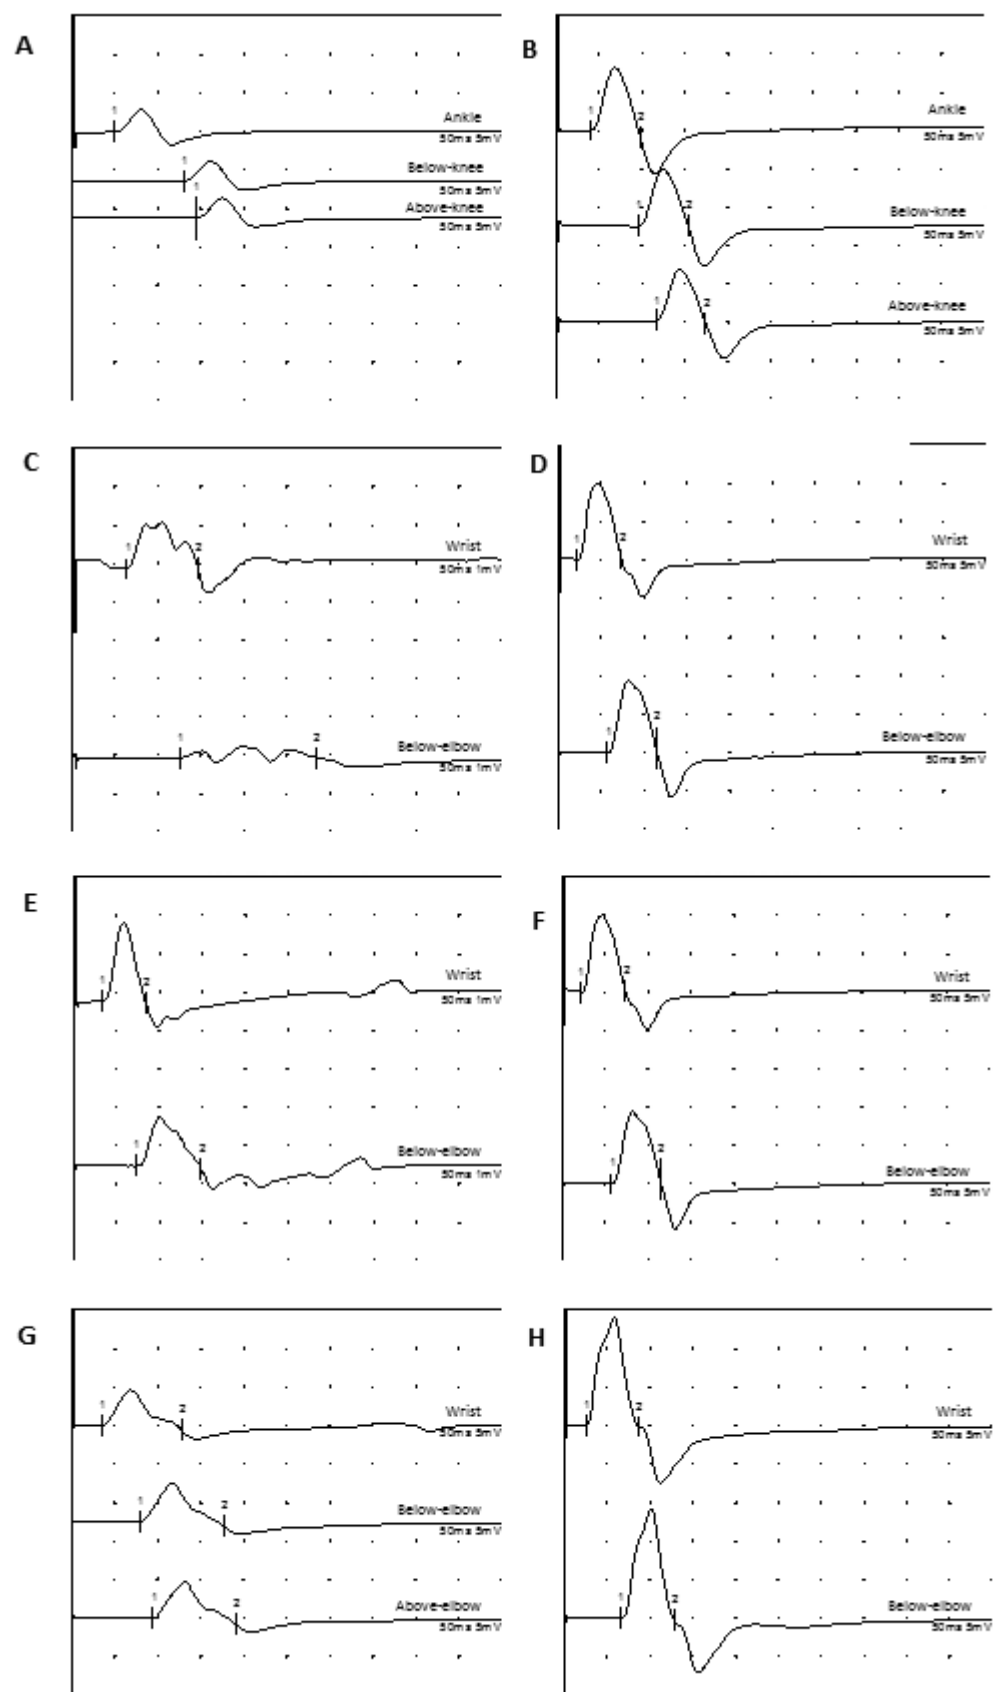 A
1
Ankle
50ms 5mV
1
Below-knee
50ms 5mV
1
Above-knee
50ms 5mV
B
1
2
Ankle
50ms 5mV
1
2
Below-knee
50ms 5mV
1
2
Above-knee
50ms 5mV
C
1
2
Wrist
50ms 1mV
1
2
Below-elbow
50ms 1mV
D
1
2
Wrist
50ms 5mV
1
2
Below-elbow
50ms 5mV
E
1
2
Wrist
50ms 1mV
1
2
Below-elbow
50ms 1mV
F
1
2
Wrist
50ms 5mV
1
2
Below-elbow
50ms 5mV
G
1
2
Wrist
50ms 5mV
1
2
Below-elbow
50ms 5mV
1
2
Above-elbow
50ms 5mV
H
1
2
Wrist
50ms 5mV
1
2
Below-elbow
50ms 5mV